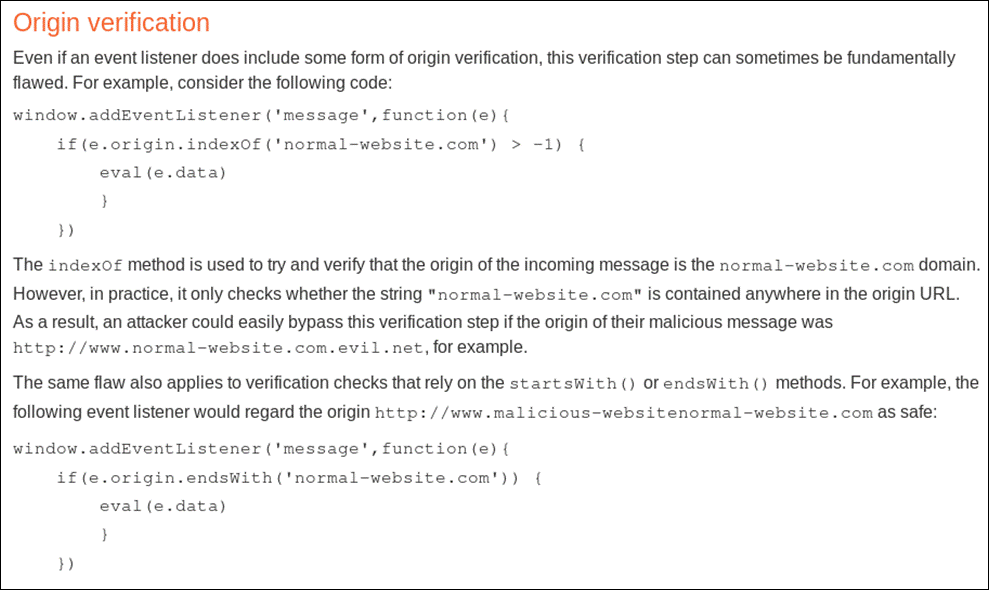 Origin verification
Even if an event listener does include some form of origin verification, this verification step can sometimes be fundamentally
flawed. For example, consider the following code:
window.addEventListener('message',function(e){
    if(e.origin.indexOf('normal-website.com') > -1) {
        eval(e.data)
        }
    })
The indexOf method is used to try and verify that the origin of the incoming message is the normal-website.com domain.
However, in practice, it only checks whether the string "normal-website.com" is contained anywhere in the origin URL.
As a result, an attacker could easily bypass this verification step if the origin of their malicious message was
http://www.normal-website.com.evil.net, for example.
The same flaw also applies to verification checks that rely on the startsWith() or endsWith() methods. For example, the
following event listener would regard the origin http://www.malicious-websitenormal-website.com as safe:
window.addEventListener('message',function(e){
    if(e.origin.endsWith('normal-website.com')) {
        eval(e.data)
        }
    })